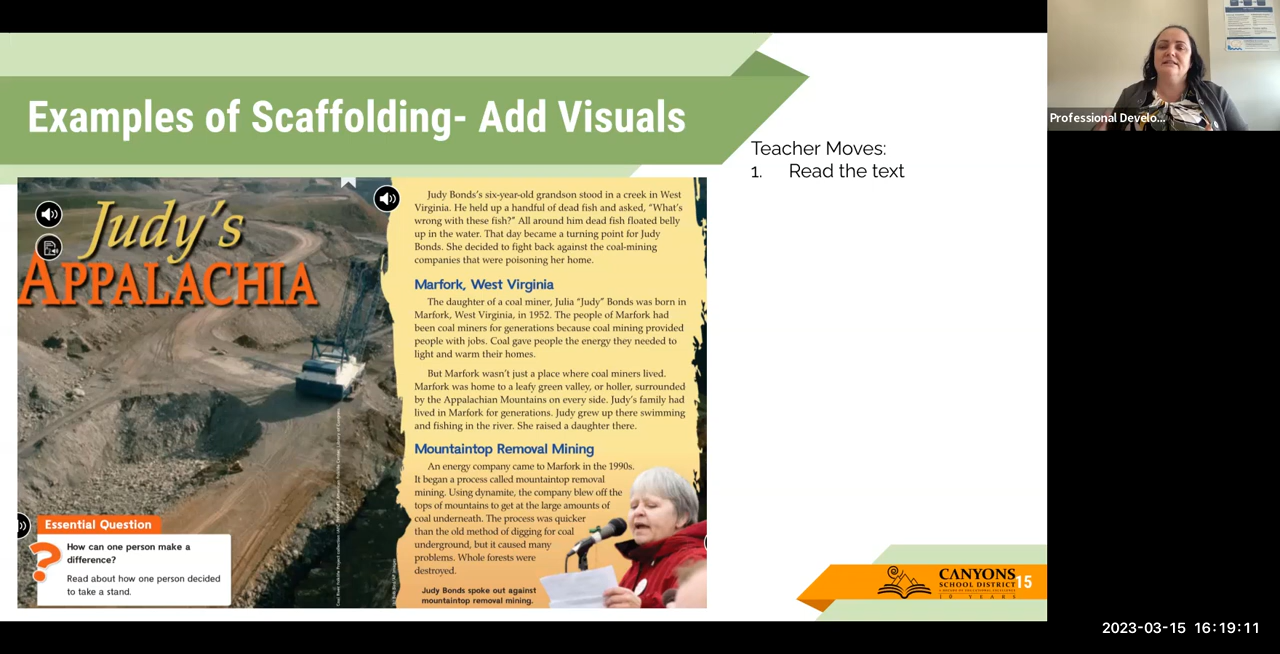 Examples of Scaffolding- Add Visuals
Professional Develo...
Teacher Moves:
1. Read the text
Judy's
APPALACHIA
Judy Bonds's six-year-old grandson stood in a creek in West
Virginia. He held up a handful of dead fish and asked, "What's
wrong with these fish?" All around him dead fish floated belly
up in the water. That day became a turning point for Judy
Bonds. She decided to fight back against the coal-mining
companies that were poisoning her home.
Marfork, West Virginia
The daughter of a coal miner, Julia "Judy" Bonds was born in
Marfork, West Virginia, in 1952. The people of Marfork had
been coal miners for generations because coal mining provided
people with jobs. Coal gave people the energy they needed to
light and warm their homes.
But Marfork wasn't just a place where coal miners lived.
Marfork was home to a leafy green valley, or holler, surrounded
by the Appalachian Mountains on every side. Judy's family had
lived in Marfork for generations. Judy grew up there swimming
and fishing in the river. She raised a daughter there.
Mountaintop Removal Mining
An energy company came to Marfork in the 1990s.
It began a process called mountaintop removal
mining. Using dynamite, the company blew off the
tops of mountains to get at the large amounts of
coal underneath. The process was quicker
than the old method of digging for coal
underground, but it caused many
problems. Whole forests were
destroyed.
Judy Bonds spoke out against
mountaintop removal mining.
Essential Question
?
How can one person make a
difference?
Read about how one person decided
to take a stand.
CANYONS
SCHOOL DISTRICT
15
2023-03-15 16:19:11